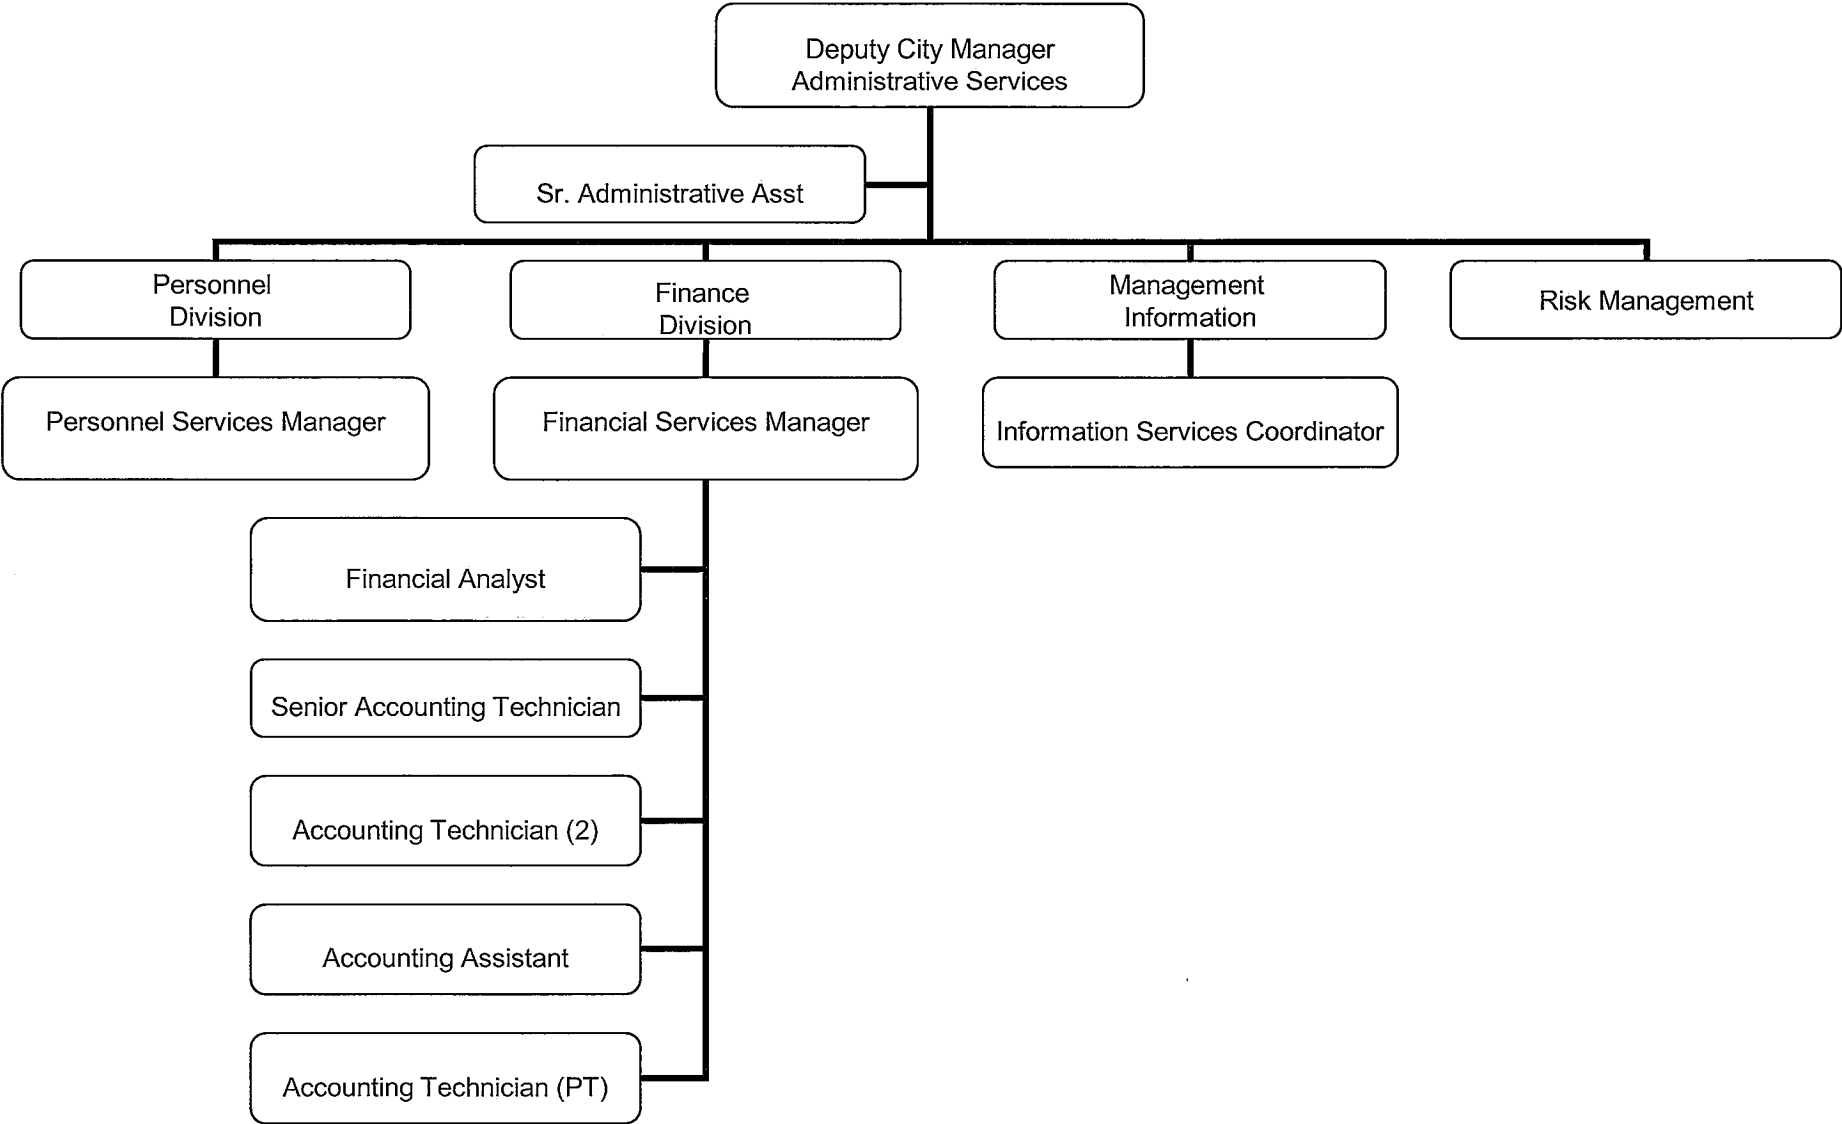 Deputy City Manager
Administrative Services
Sr. Administrative Asst
Personnel
Division
Finance
Division
Management
Information
Risk Management
Personnel Services Manager
Financial Services Manager
Information Services Coordinator
Financial Analyst
Senior Accounting Technician
Accounting Technician (2)
Accounting Assistant
Accounting Technician (PT)